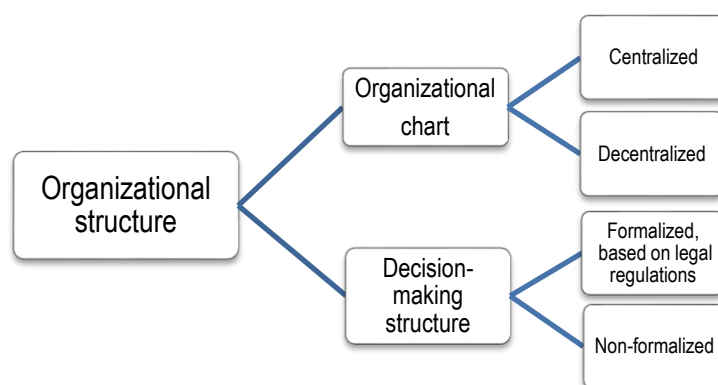 Organizational
structure
Organizational
chart
Centralized
Decentralized
Decision-
making
structure
Formalized,
based on legal
regulations
Non-formalized